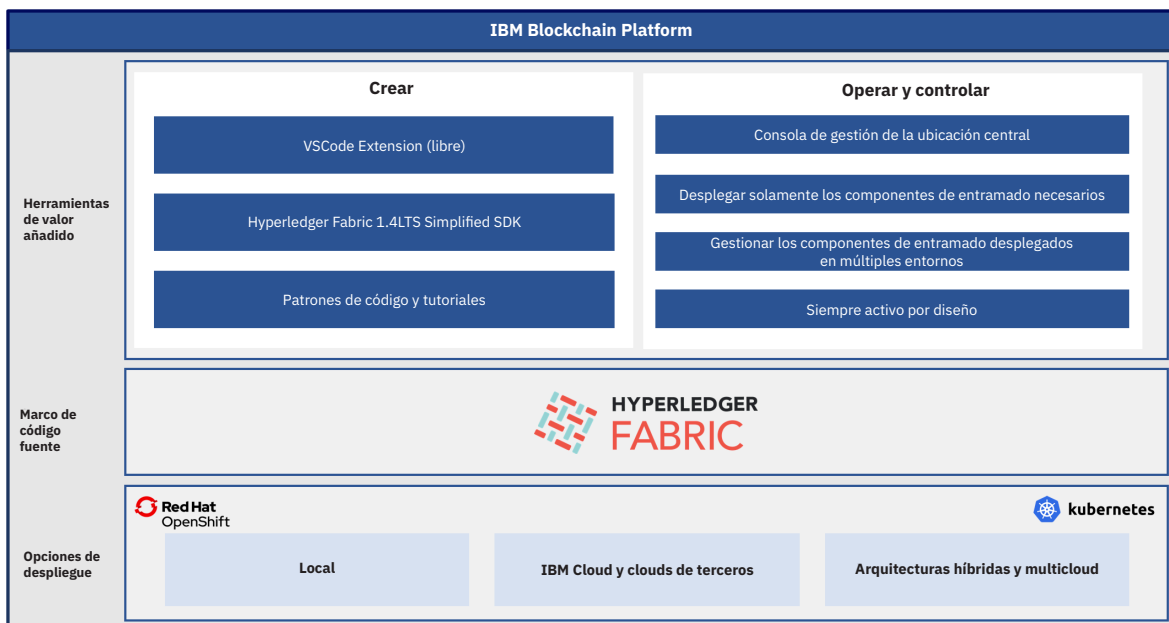 IBM Blockchain Platform
Herramientas
de valor
añadido
Crear
VSCode Extension (libre)
Hyperledger Fabric 1.4LTS Simplified SDK
Patrones de código y tutoriales
Operar y controlar
Consola de gestión de la ubicación central
Desplegar solamente los componentes de entramado necesarios
Gestionar los componentes de entramado desplegados
en múltiples entornos
Siempre activo por diseño
Marco de
código
fuente
HYPERLEDGER
FABRIC
Opciones de
despliegue
Red Hat
OpenShift
kubernetes
Local
IBM Cloud y clouds de terceros
Arquitecturas híbridas y multicloud